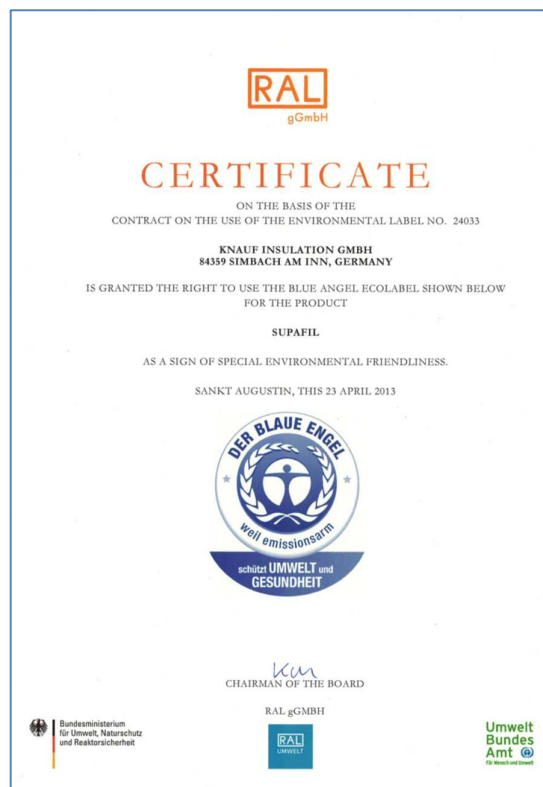 RAL
gGmbH
CERTIFICATE
ON THE BASIS OF THE
CONTRACT ON THE USE OF THE ENVIRONMENTAL LABEL NO. 24033
KNAUF INSULATION GMBH
84359 SIMBACH AM INN, GERMANY
IS GRANTED THE RIGHT TO USE THE BLUE ANGEL ECOLABEL SHOWN BELOW
FOR THE PRODUCT
SUPAFIL
AS A SIGN OF SPECIAL ENVIRONMENTAL FRIENDLINESS.
SANKT AUGUSTIN, THIS 23 APRIL 2013
DER BLAUE ENGEL
weil emissionsarm
schützt UMWELT und
GESUNDHEIT
CHAIRMAN OF THE BOARD
RAL gGMBH
Bundesministerium
für Umwelt, Naturschutz
und Reaktorsicherheit
RAL
UMWELT
Umwelt
Bundes
Amt
Für Mensch und Umwelt